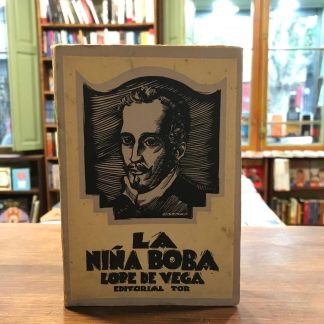 LA
NIÑA BOBA
LOPE DE VEGA
EDITORIAL TOR